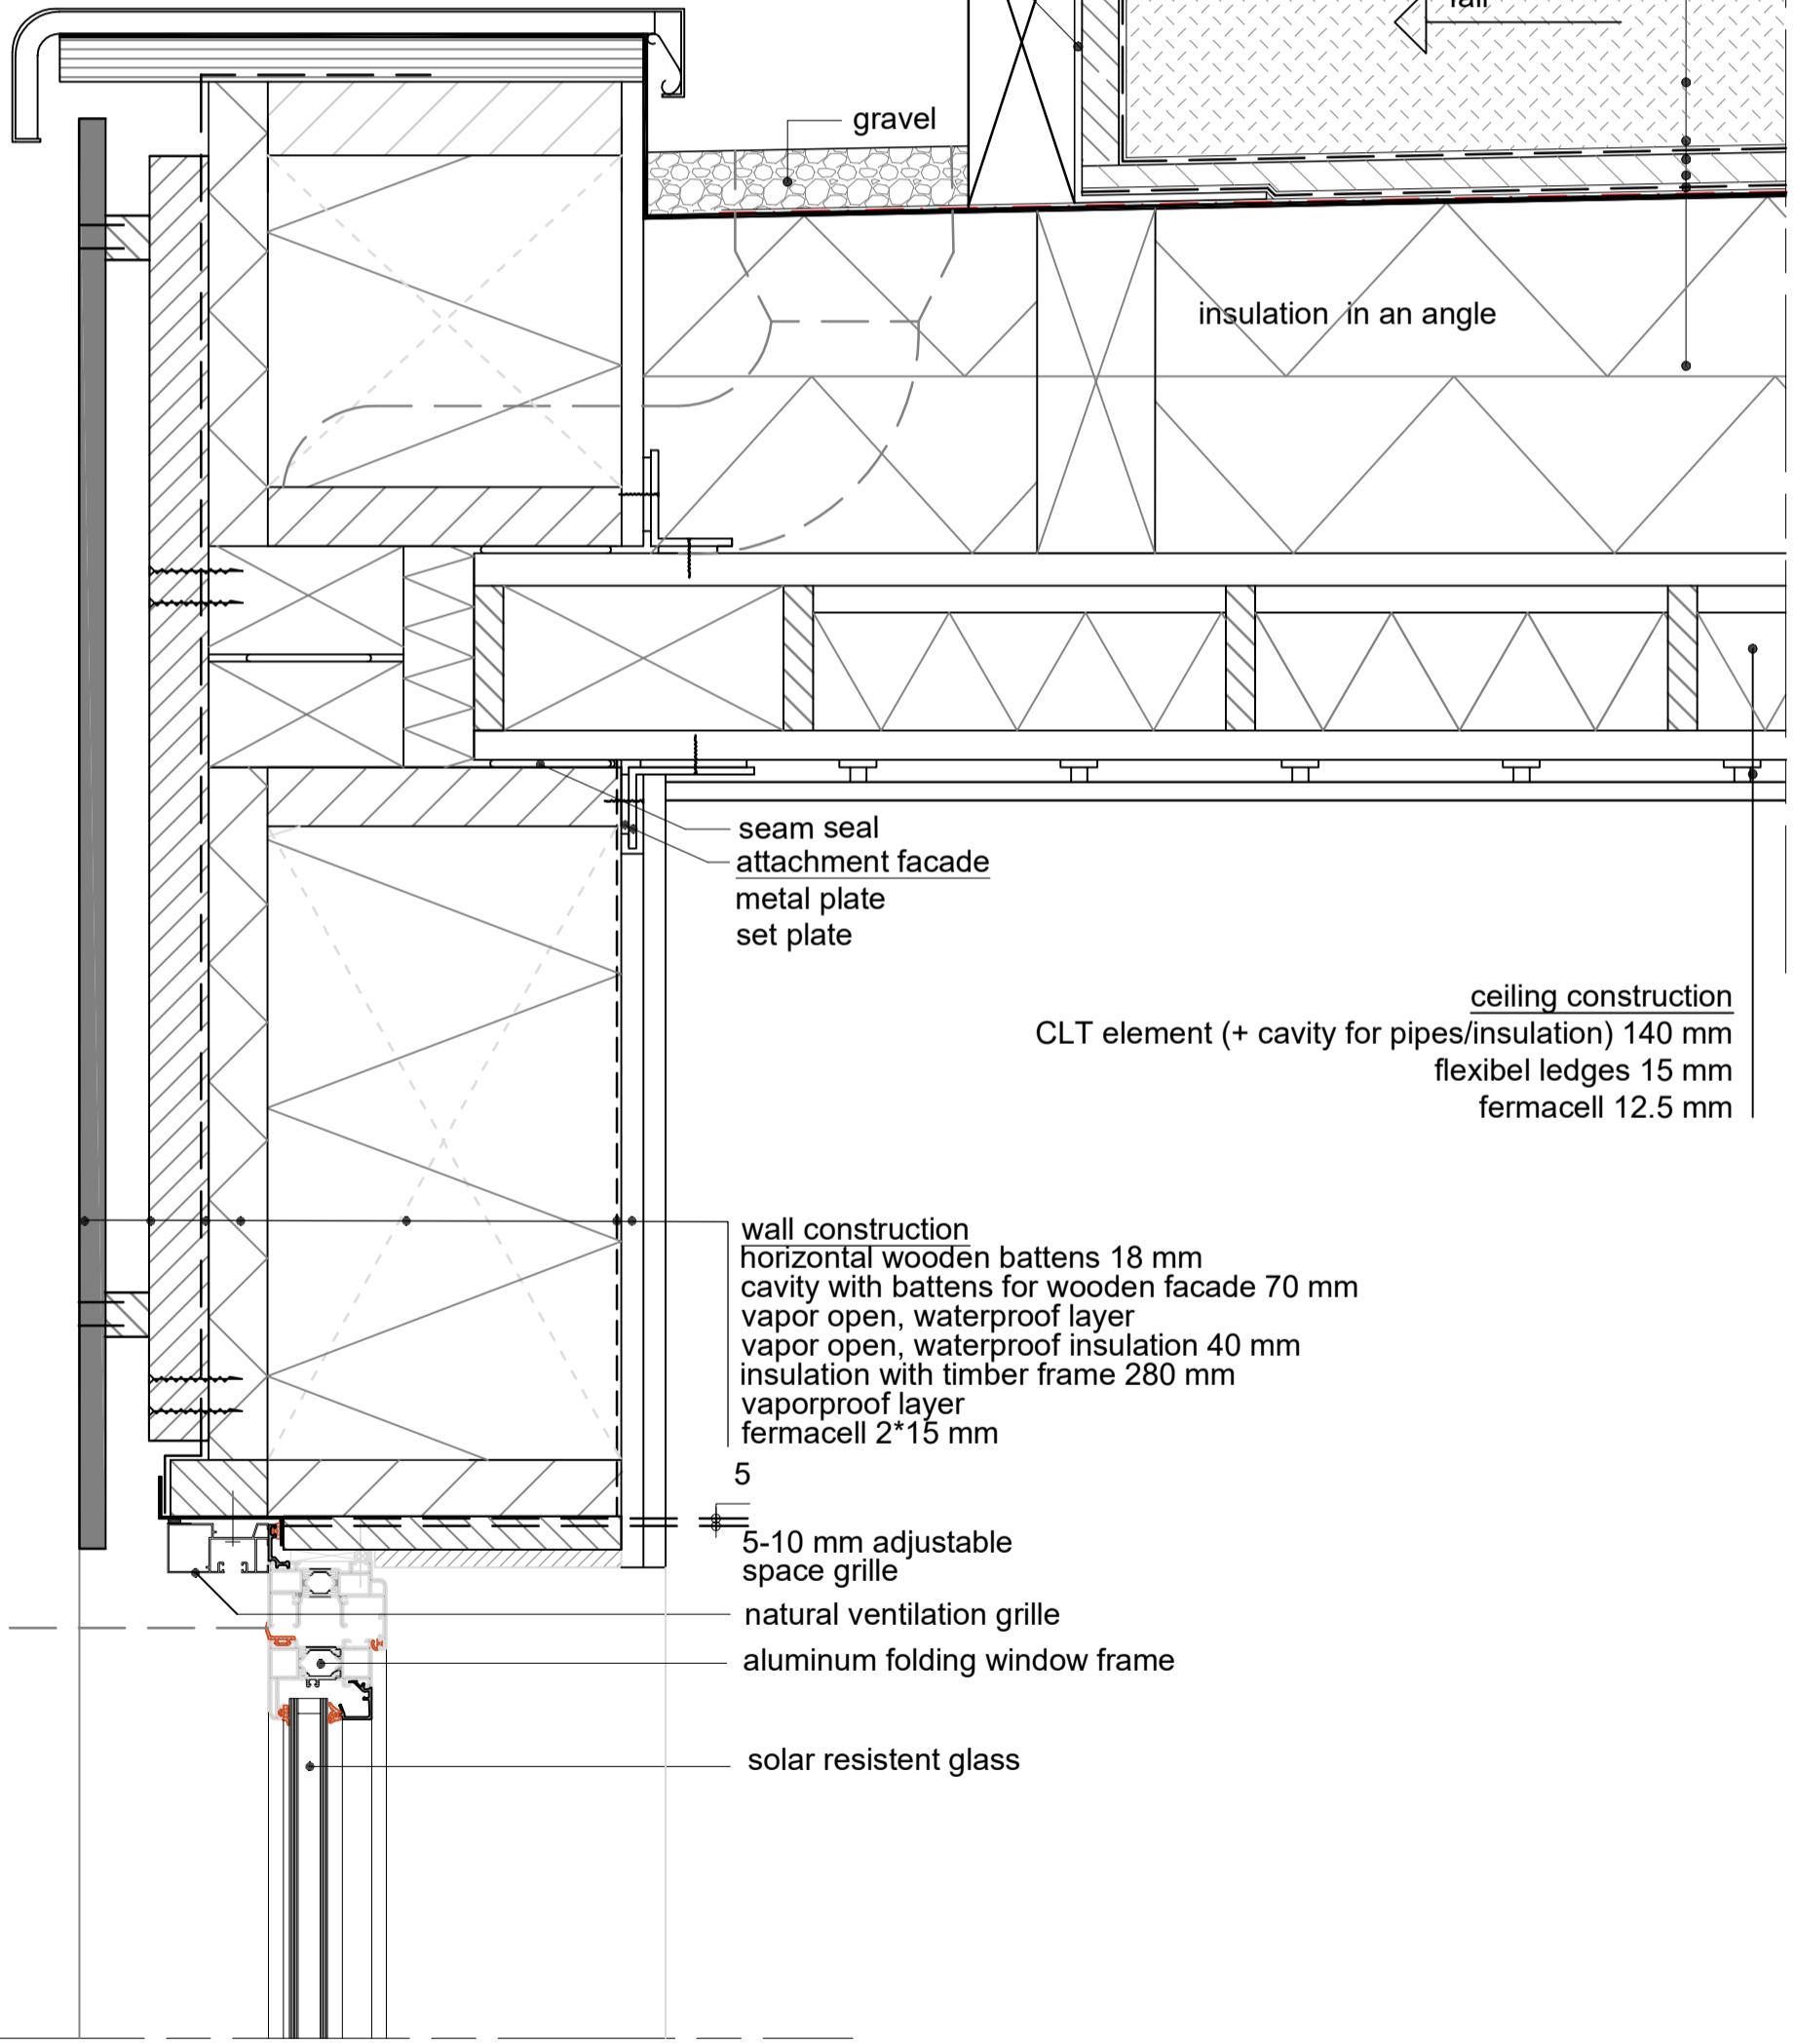 gravel
insulation in an angle
seam seal
attachment facade
metal plate
set plate
ceiling construction
CLT element (+ cavity for pipes/insulation) 140 mm
flexibel ledges 15 mm
fermacell 12.5 mm
wall construction
horizontal wooden battens 18 mm
cavity with battens for wooden facade 70 mm
vapor open, waterproof layer
vapor open, waterproof insulation 40 mm
insulation with timber frame 280 mm
vaporproof layer
fermacell 2*15 mm
5
5-10 mm adjustable
space grille
natural ventilation grille
aluminum folding window frame
solar resistent glass